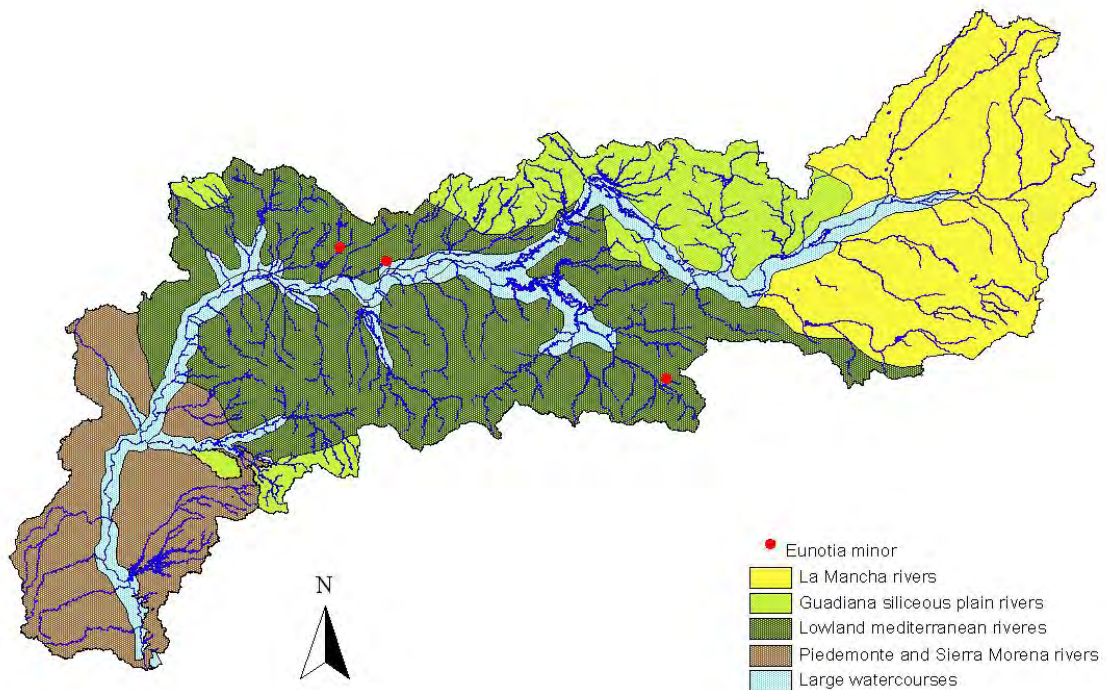 N
Eunotia minor
La Mancha rivers
Guadiana siliceous plain rivers
Lowland mediterranean riveres
Piedemonte and Sierra Morena rivers
Large watercourses